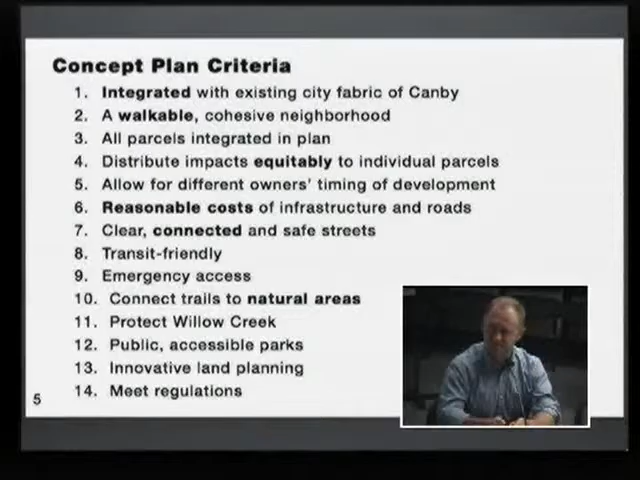 Concept Plan Criteria
1. Integrated with existing city fabric of Canby
2. A walkable, cohesive neighborhood
3. All parcels integrated in plan
4. Distribute impacts equitably to individual parcels
5. Allow for different owners' timing of development
6. Reasonable costs of infrastructure and roads
7. Clear, connected and safe streets
8. Transit-friendly
9. Emergency access
10. Connect trails to natural areas
11. Protect Willow Creek
12. Public, accessible parks
13. Innovative land planning
14. Meet regulations
5